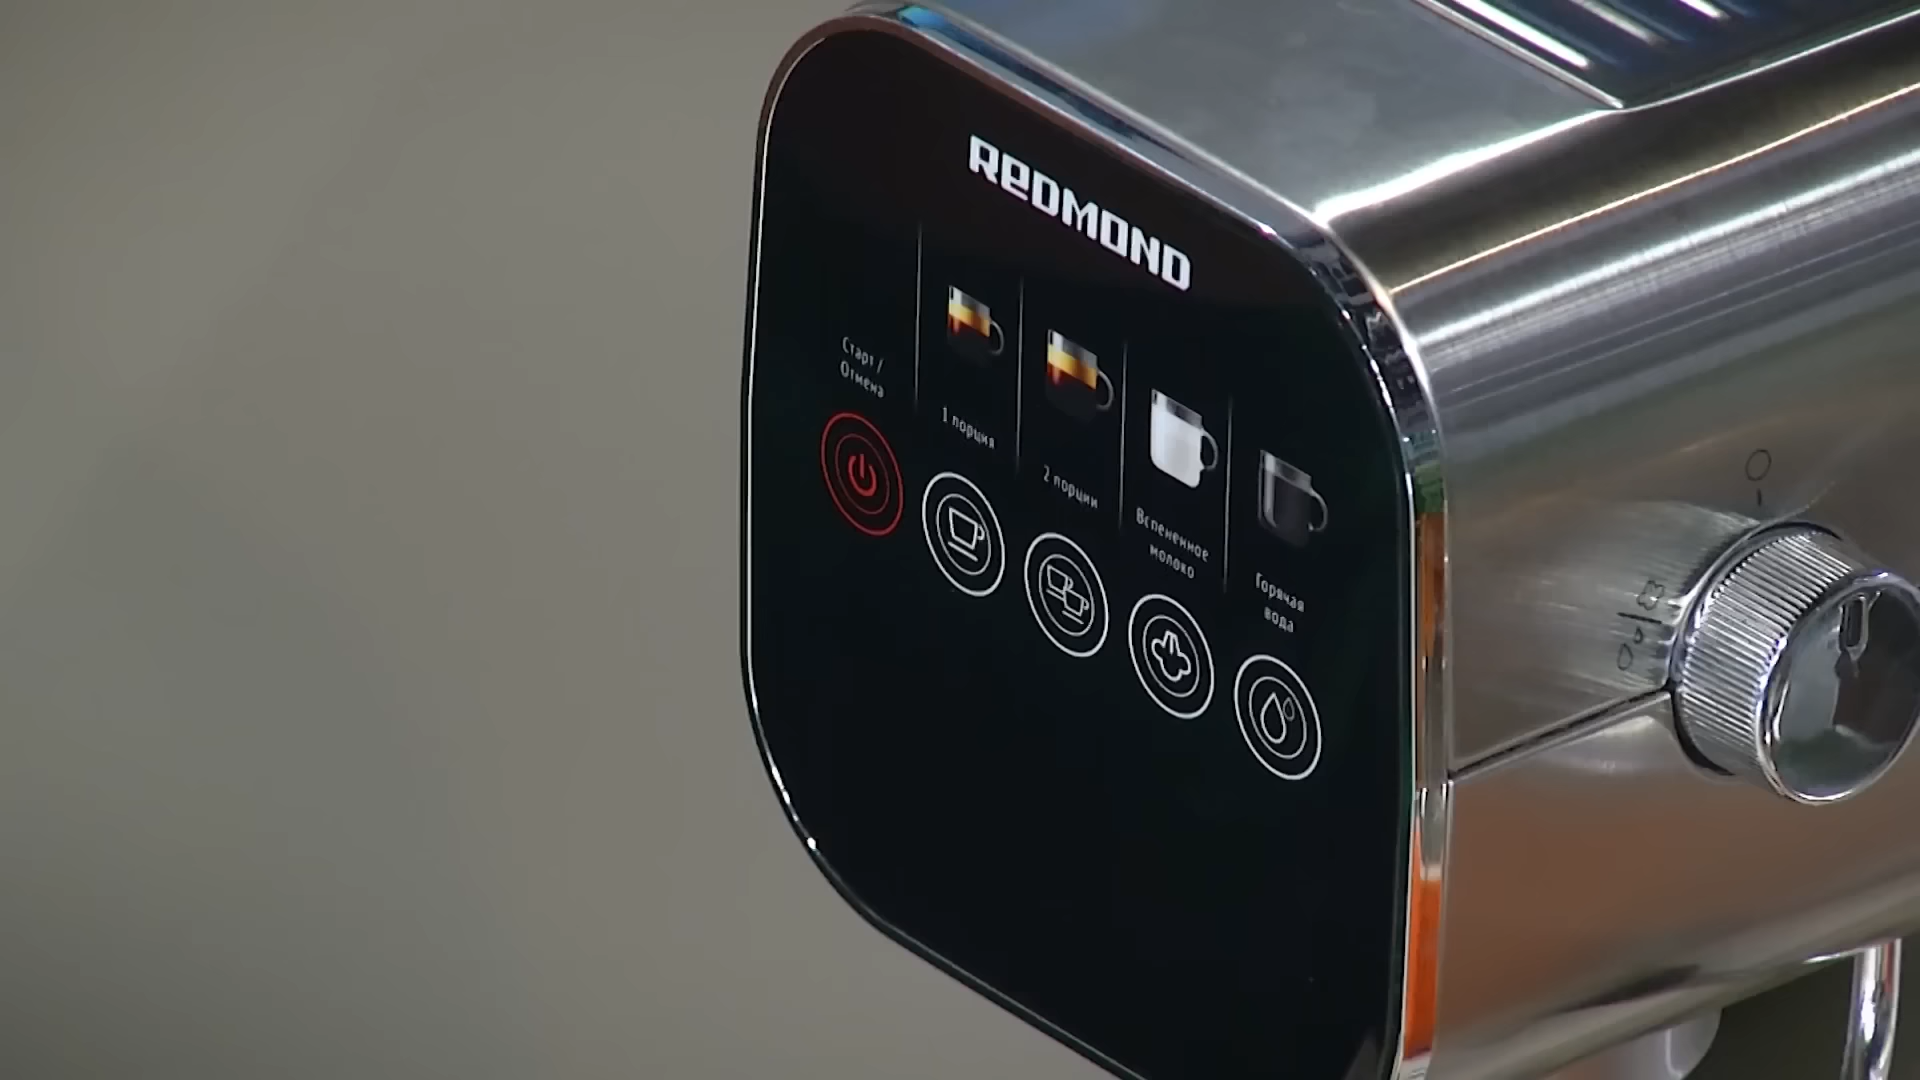 REDMOND
Старт /
Отмена
1 порция
2 порции
Вспененное
молоко
Горячая
вода